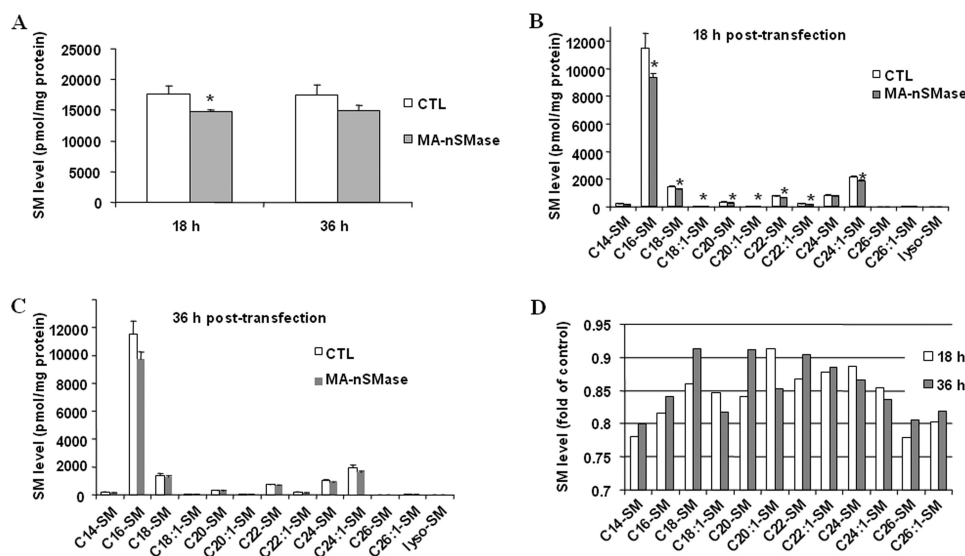 A
SM level (pmol/mg protein)
25000
20000
15000
10000
5000
0
*
18 h
36 h
CTL
MA-nSMase
B
18 h post-transfection
SM level (pmol/mg protein)
12000
10000
8000
6000
4000
2000
0
* * * * * * * *
CTL
MA-nSMase
C14-SM
C16-SM
C18-SM
C18:1-SM
C20-SM
C20:1-SM
C22-SM
C22:1-SM
C24-SM
C24:1-SM
C26-SM
C26:1-SM
lyso-SM
C
36 h post-transfection
SM level (pmol/mg protein)
12000
10000
8000
6000
4000
2000
0
CTL
MA-nSMase
C14-SM
C16-SM
C18-SM
C18:1-SM
C20-SM
C20:1-SM
C22-SM
C22:1-SM
C24-SM
C24:1-SM
C26-SM
C26:1-SM
lyso-SM
D
SM level (fold of control)
0.95
0.9
0.85
0.8
0.75
0.7
18 h
36 h
C14-SM
C16-SM
C18-SM
C18:1-SM
C20-SM
C20:1-SM
C22-SM
C22:1-SM
C24-SM
C24:1-SM
C26-SM
C26:1-SM